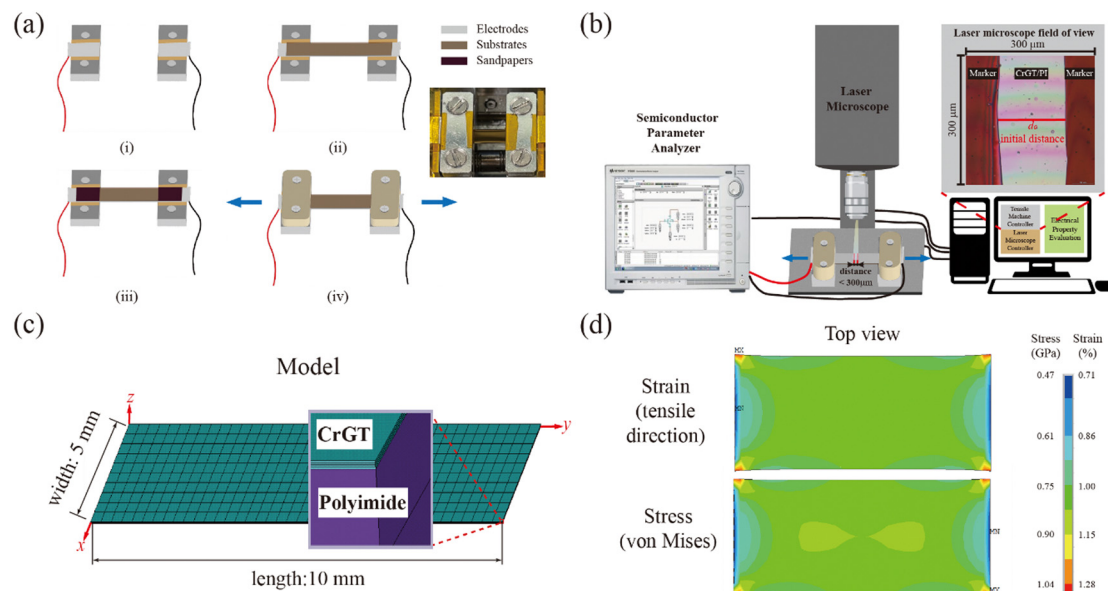 (a)
Electrodes
Substrates
Sandpapers
(i)
(ii)
(iii)
(iv)
(b)
Laser microscope field of view
300 μm
Marker
CrGT/PI
Marker
300 μm
d₀
initial distance
Laser
Microscope
Semiconductor
Parameter
Analyzer
distance
< 300μm
Tensile
Machine
Controller
Laser
Microscope
Controller
Electrical
Property
Evaluation
(c)
Model
z
y
x
CrGT
Polyimide
width: 5 mm
length:10 mm
(d)
Top view
Strain
(tensile
direction)
Stress
(von Mises)
MX
MN
MN
Stress
(GPa)
Strain
(%)
0.47 0.71
0.61 0.86
0.75 1.00
0.90 1.15
1.04 1.28